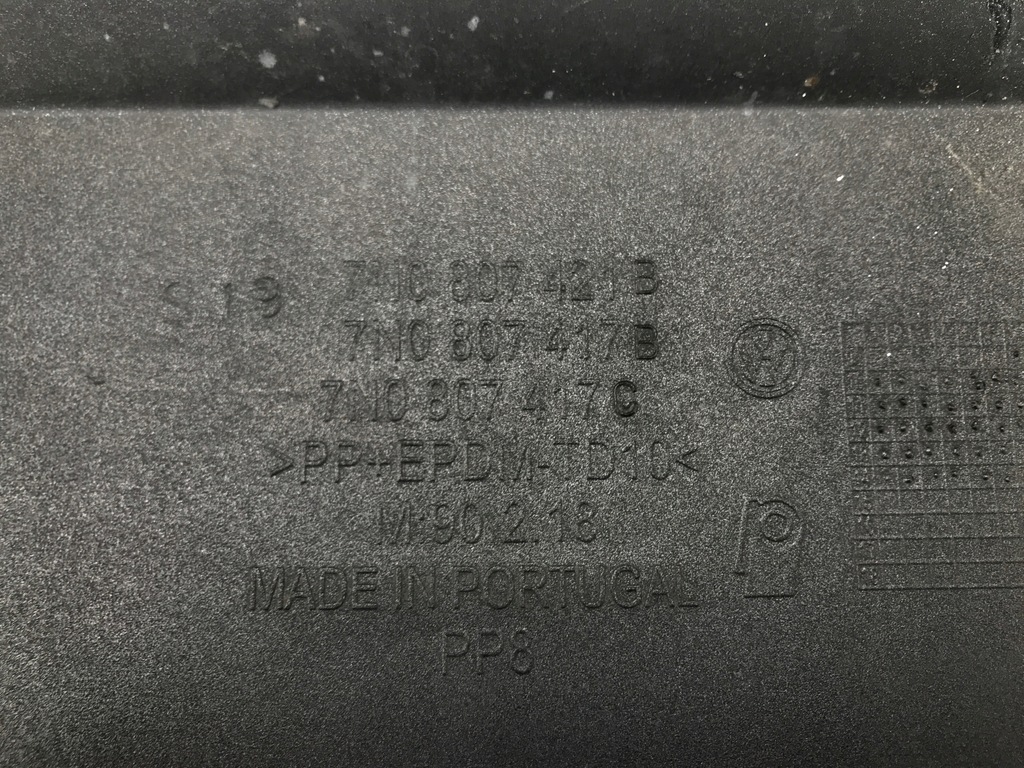 S 19
7N0 807 421 B
7N0 807 417 B
7N0 807 417 C
>PP+EPDM-TD10<
M 90 2 18
MADE IN PORTUGAL
PP8